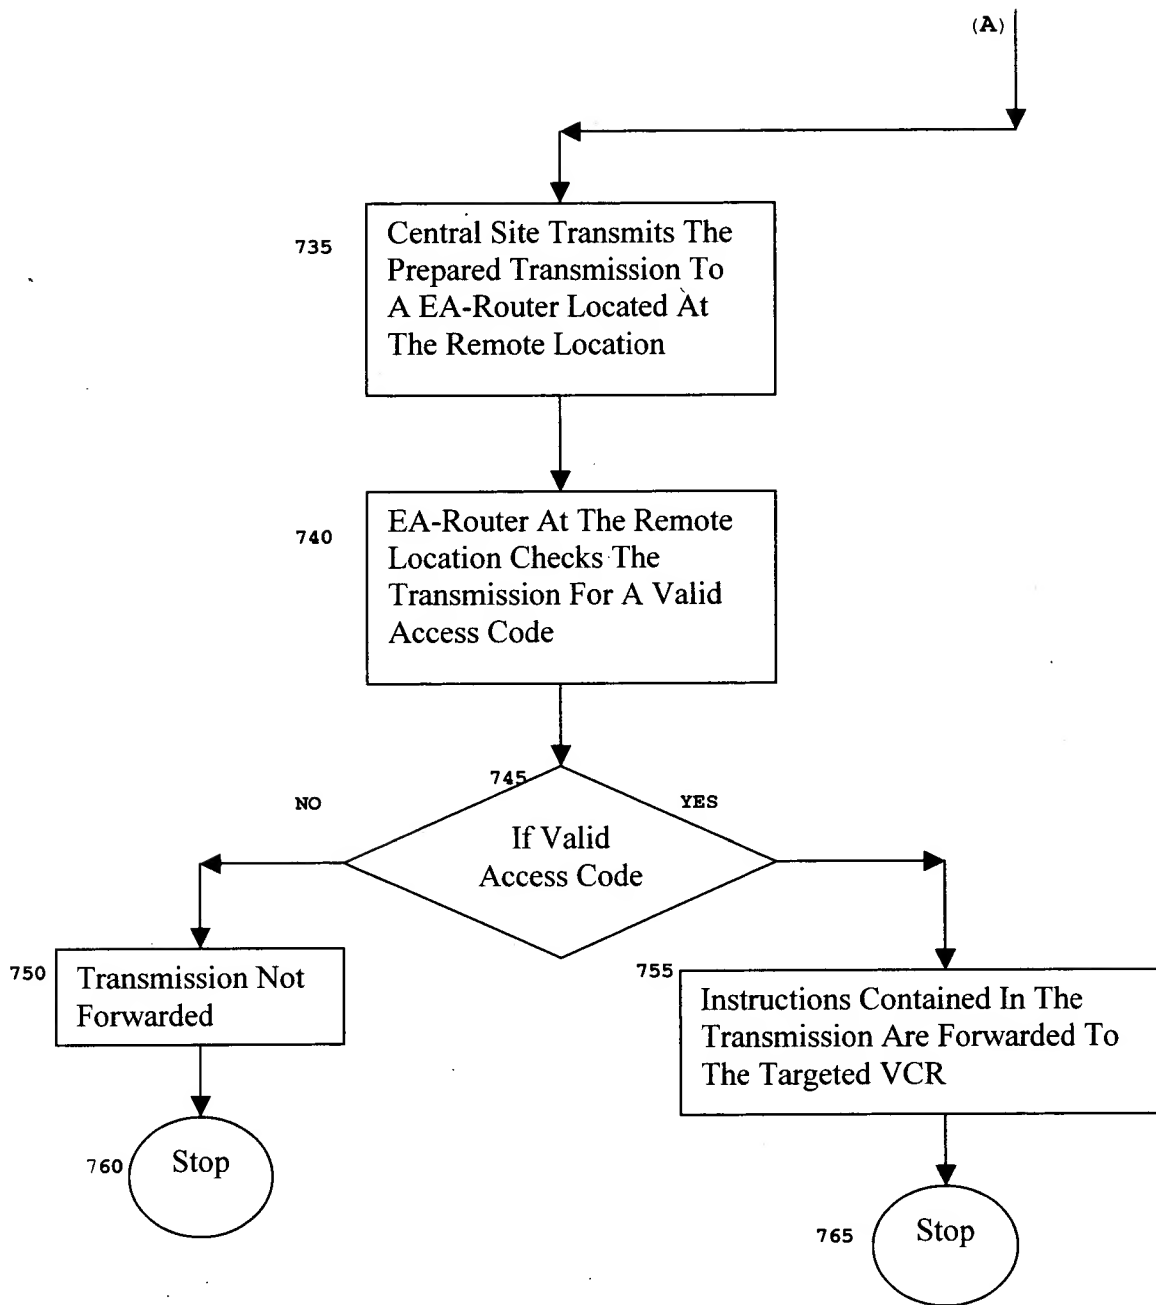 (A)
735
Central Site Transmits The
Prepared Transmission To
A EA-Router Located At
The Remote Location
740
EA-Router At The Remote
Location Checks The
Transmission For A Valid
Access Code
745
NO
YES
If Valid
Access Code
750
Transmission Not
Forwarded
755
Instructions Contained In The
Transmission Are Forwarded To
The Targeted VCR
760
Stop
765
Stop